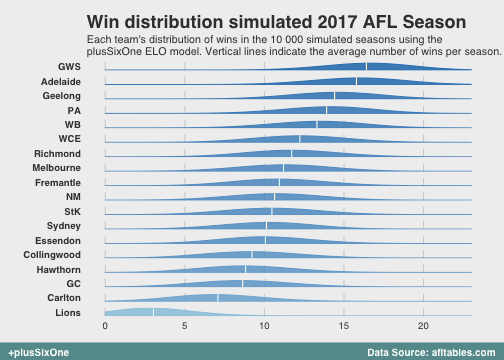 Win distribution simulated 2017 AFL Season
Each team's distribution of wins in the 10 000 simulated seasons using the
plusSixOne ELO model. Vertical lines indicate the average number of wins per season.
GWS
Adelaide
Geelong
PA
WB
WCE
Richmond
Melbourne
Fremantle
NM
StK
Sydney
Essendon
Collingwood
Hawthorn
GC
Carlton
Lions
0 5 10 15 20
+plusSixOne Data Source: afltables.com